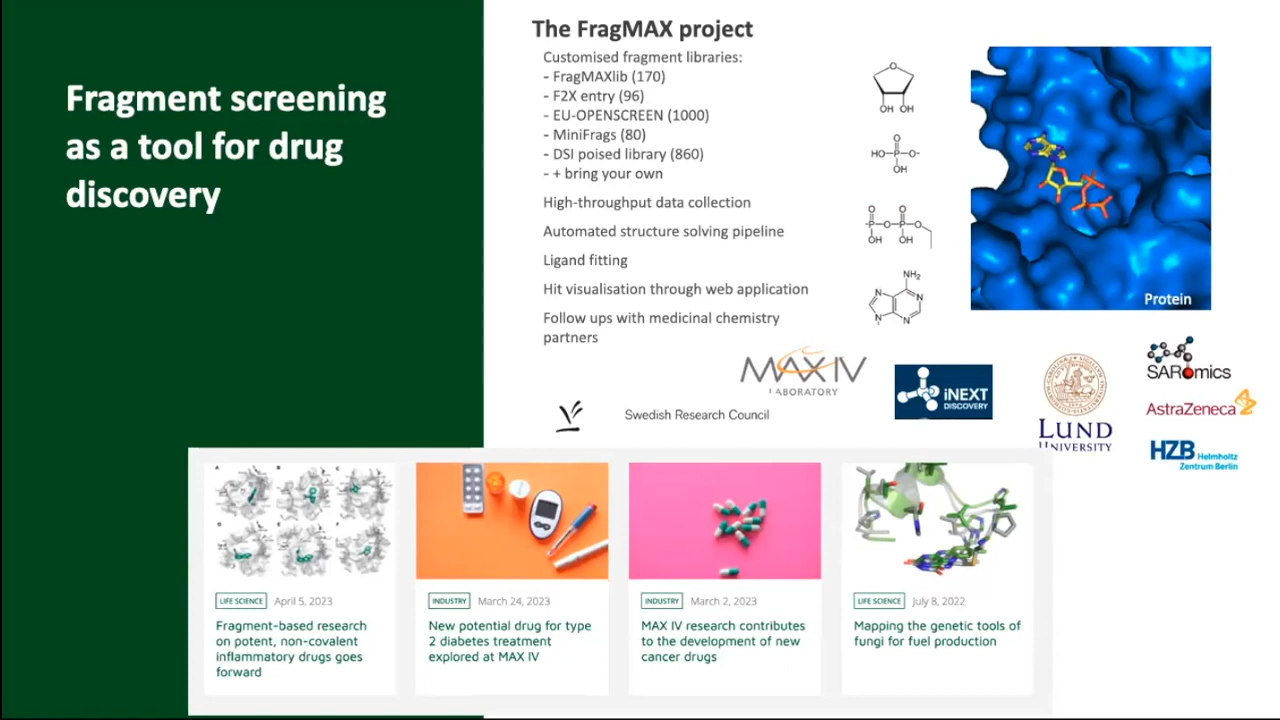 Fragment screening
as a tool for drug
discovery
The FragMAX project
Customised fragment libraries:
- FragMAXlib (170)
- F2X entry (96)
- EU-OPENSCREEN (1000)
- MiniFrags (80)
- DSI poised library (860)
- + bring your own
High-throughput data collection
Automated structure solving pipeline
Ligand fitting
Hit visualisation through web application
Follow ups with medicinal chemistry
partners
O
OH OH
O
HO-P-O-
OH
O O
P-O-P-O
OH OH
NH2
N N
N N
Protein
MAX IV
LABORATORY
iNEXT
DISCOVERY
LUND
UNIVERSITY
SARomics
AstraZeneca
HZB Helmholtz
Zentrum Berlin
Swedish Research Council
A B C
D E F
LIFE SCIENCE April 5, 2023
Fragment-based research
on potent, non-covalent
inflammatory drugs goes
forward
INDUSTRY March 24, 2023
New potential drug for type
2 diabetes treatment
explored at MAX IV
INDUSTRY March 2, 2023
MAX IV research contributes
to the development of new
cancer drugs
LIFE SCIENCE July 8, 2022
Mapping the genetic tools of
fungi for fuel production